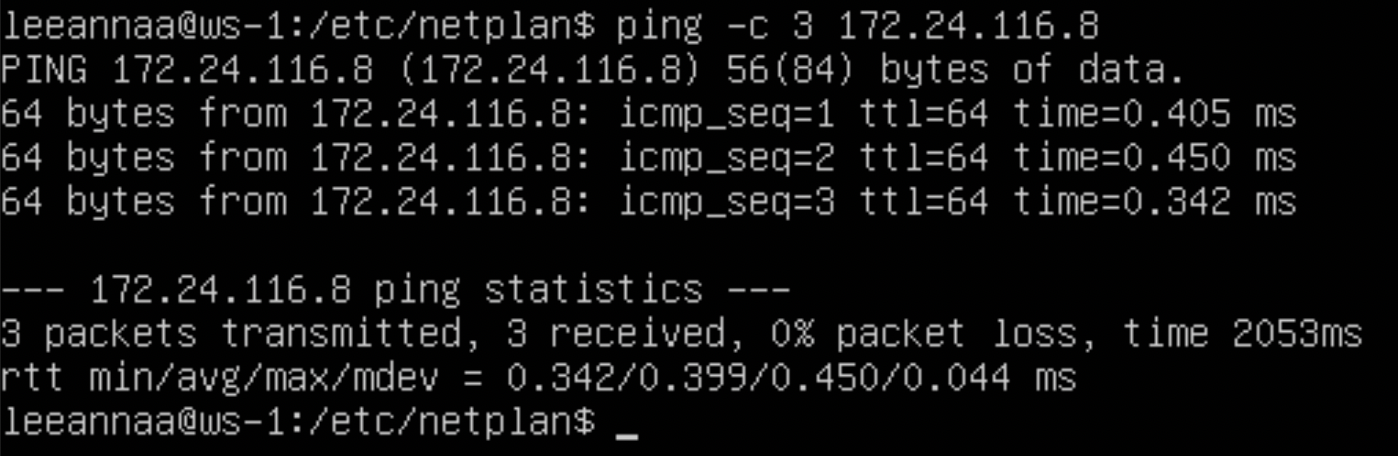 leeannaa@ws-1:/etc/netplan$ ping -c 3 172.24.116.8
PING 172.24.116.8 (172.24.116.8) 56(84) bytes of data.
64 bytes from 172.24.116.8: icmp_seq=1 ttl=64 time=0.405 ms
64 bytes from 172.24.116.8: icmp_seq=2 ttl=64 time=0.450 ms
64 bytes from 172.24.116.8: icmp_seq=3 ttl=64 time=0.342 ms
--- 172.24.116.8 ping statistics ---
3 packets transmitted, 3 received, 0% packet loss, time 2053ms
rtt min/avg/max/mdev = 0.342/0.399/0.450/0.044 ms
leeannaa@ws-1:/etc/netplan$ _